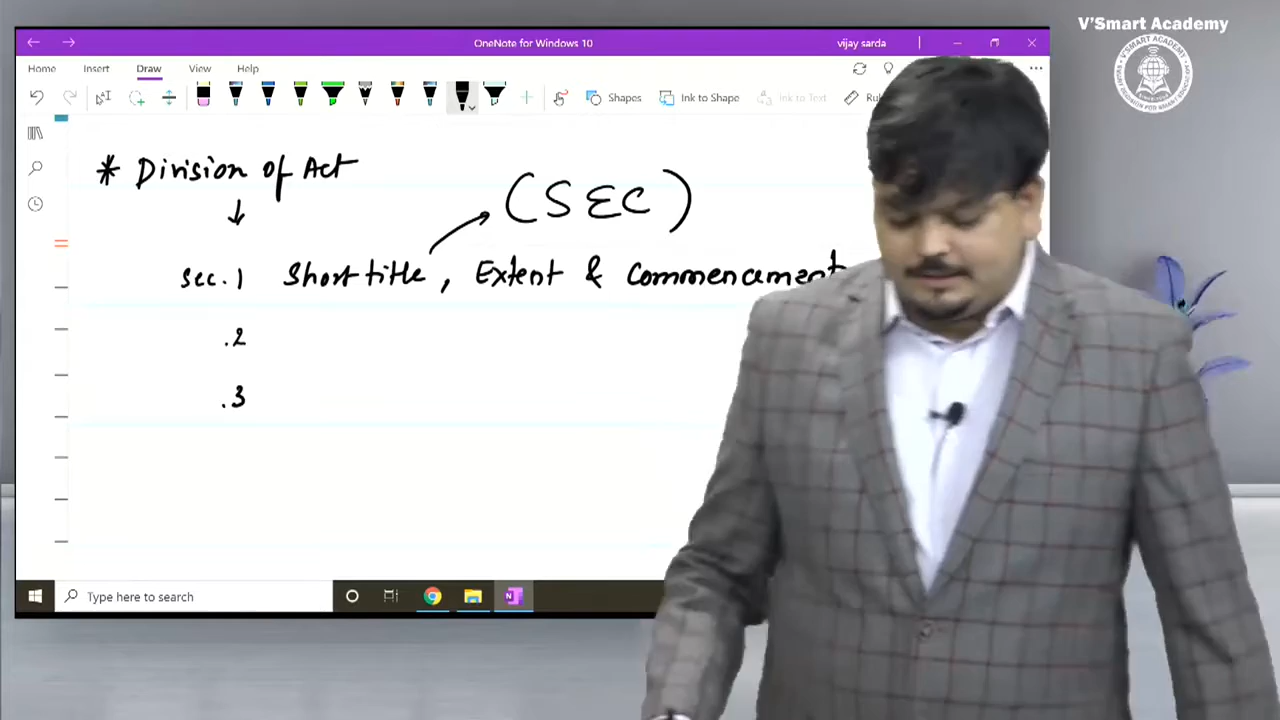 V'Smart Academy
OneNote for Windows 10
vijay sarda
Home Insert Draw View Help
Shapes Ink to Shape Ink to Text
* Division of Act
(SEC)
Sec. 1 Short title, Extent & Commencement
.2
.3
Type here to search